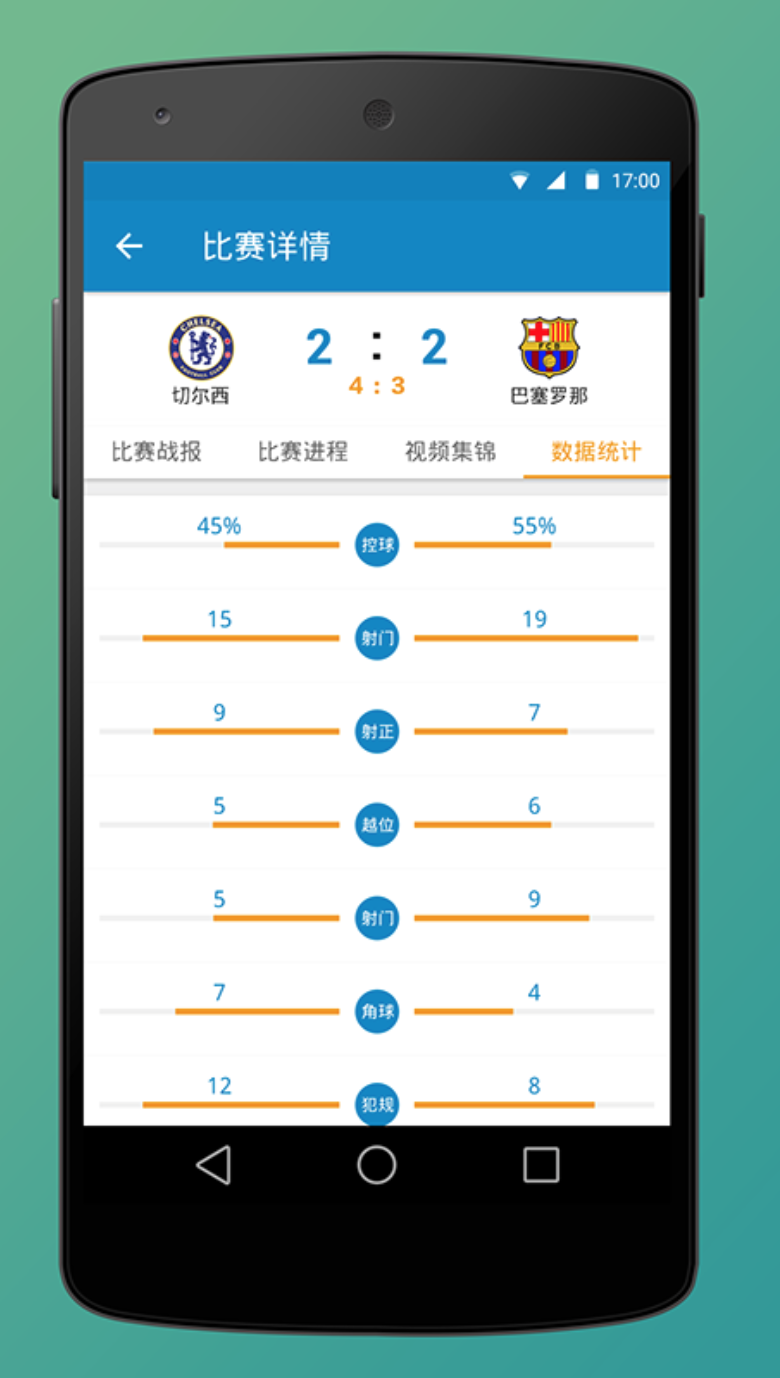 17:00
比赛详情
CHELSEA
FOOTBALL CLUB
FCB
2 : 2
4 : 3
切尔西
巴塞罗那
比赛战报 比赛进程 视频集锦 数据统计
45% 控球 55%
15 射门 19
9 射正 7
5 越位 6
5 射门 9
7 角球 4
12 犯规 8